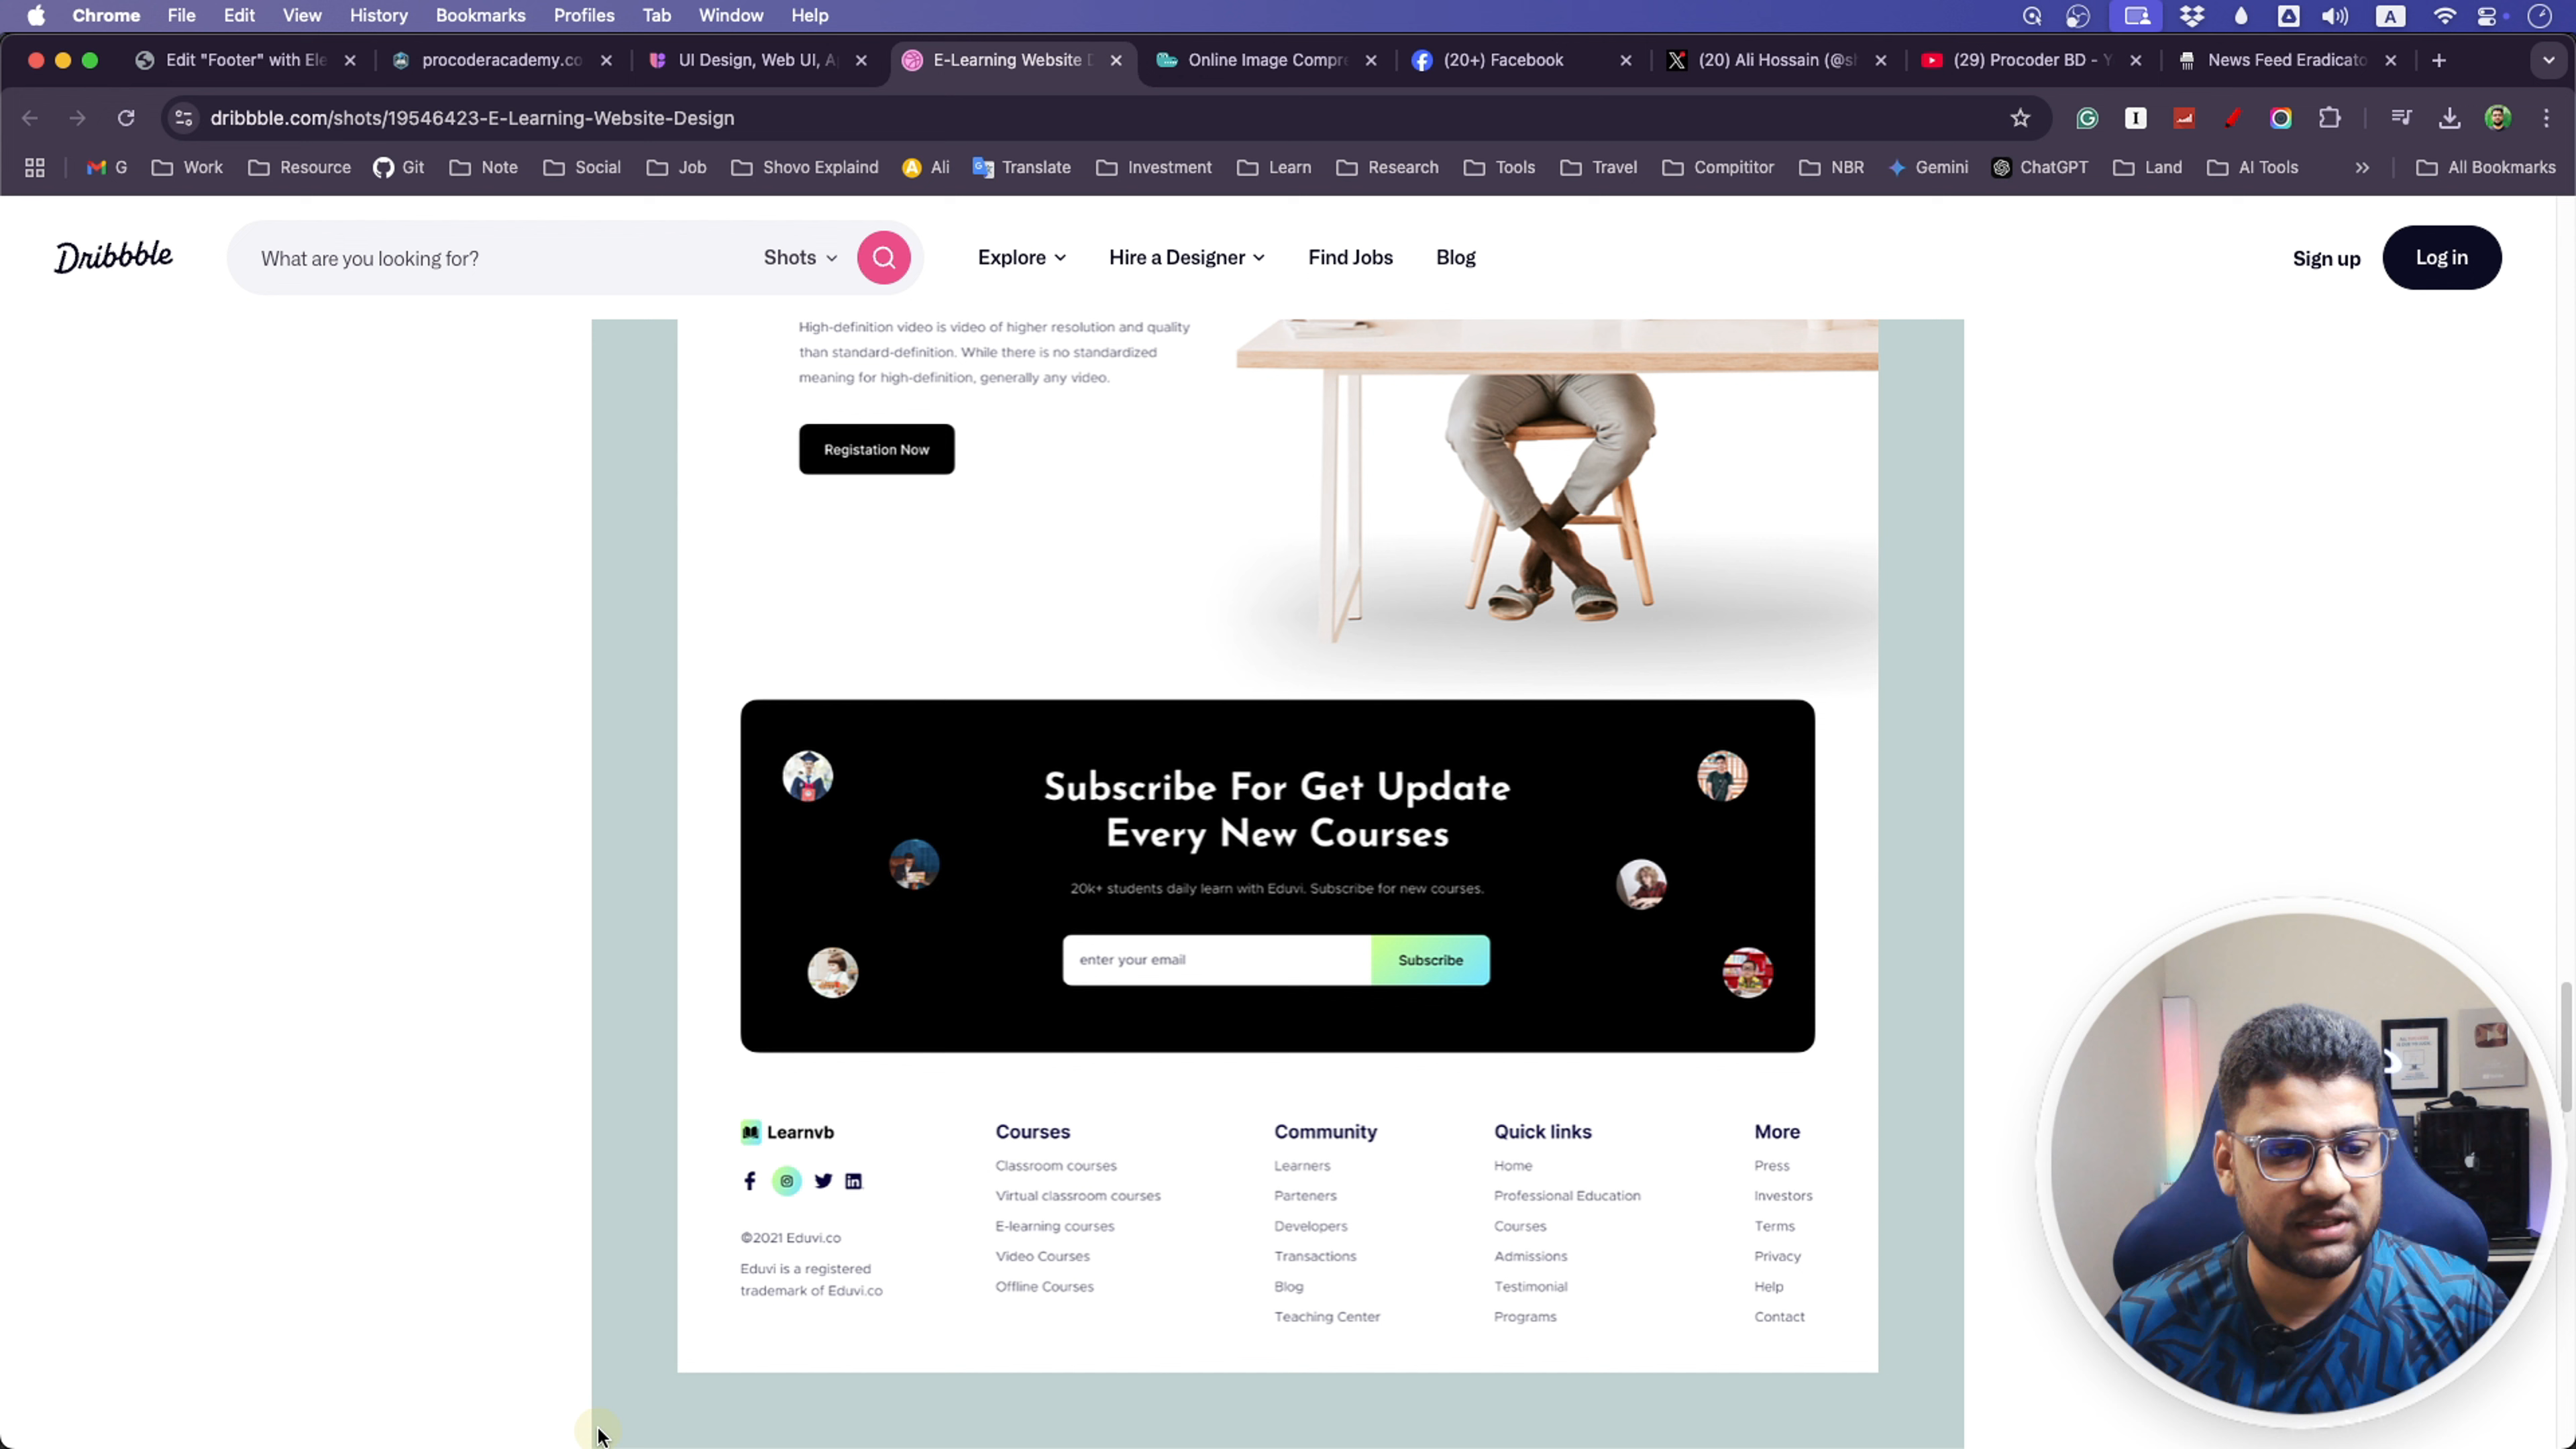 Chrome File Edit View History Bookmarks Profiles Tab Window Help
Edit "Footer" with Ele procoderacademy.co UI Design, Web UI, A E-Learning Website D Online Image Compre (20+) Facebook (20) Ali Hossain (@sh (29) Procoder BD - Y News Feed Eradicato
dribbble.com/shots/19546423-E-Learning-Website-Design
G Work Resource Git Note Social Job Shovo Explaind Ali Translate Investment Learn Research Tools Travel Compititor NBR Gemini ChatGPT Land AI Tools All Bookmarks
Dribbble What are you looking for? Shots Explore Hire a Designer Find Jobs Blog Sign up Log in
High-definition video is video of higher resolution and quality
than standard-definition. While there is no standardized
meaning for high-definition, generally any video.
Registation Now
Subscribe For Get Update
Every New Courses
20k+ students daily learn with Eduvi. Subscribe for new courses.
enter your email Subscribe
Learnvb
©2021 Eduvi.co
Eduvi is a registered
trademark of Eduvi.co
Courses
Classroom courses
Virtual classroom courses
E-learning courses
Video Courses
Offline Courses
Community
Learners
Parteners
Developers
Transactions
Blog
Teaching Center
Quick links
Home
Professional Education
Courses
Admissions
Testimonial
Programs
More
Press
Investors
Terms
Privacy
Help
Contact